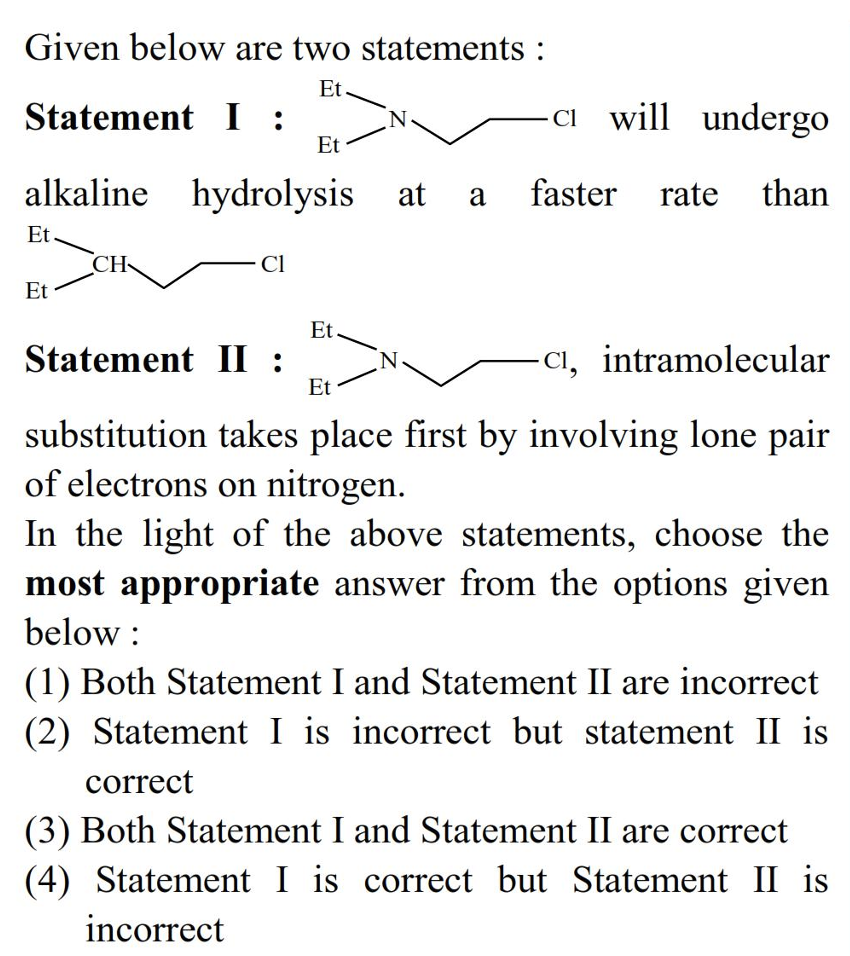 Given below are two statements :
Et
Statement I : N Cl will undergo
Et
alkaline hydrolysis at a faster rate than
Et
CH Cl
Et
Et
Statement II : N Cl, intramolecular
Et
substitution takes place first by involving lone pair
of electrons on nitrogen.
In the light of the above statements, choose the
most appropriate answer from the options given
below :
(1) Both Statement I and Statement II are incorrect
(2) Statement I is incorrect but statement II is
correct
(3) Both Statement I and Statement II are correct
(4) Statement I is correct but Statement II is
incorrect